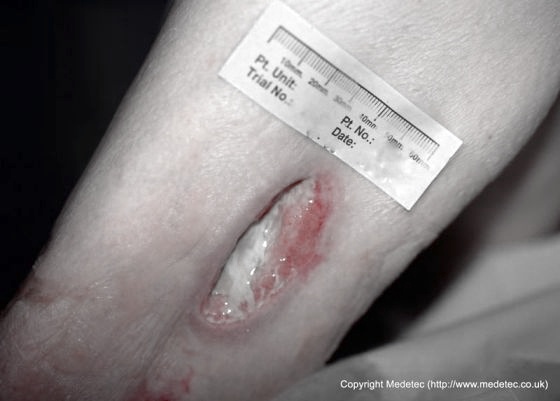 10mm. 20mm. 30mm. 40mm. 50mm. 60mm.
Pt. Unit: Pt. No.:
Trial No.: Date:
Copyright Medetec (http://www.medetec.co.uk)